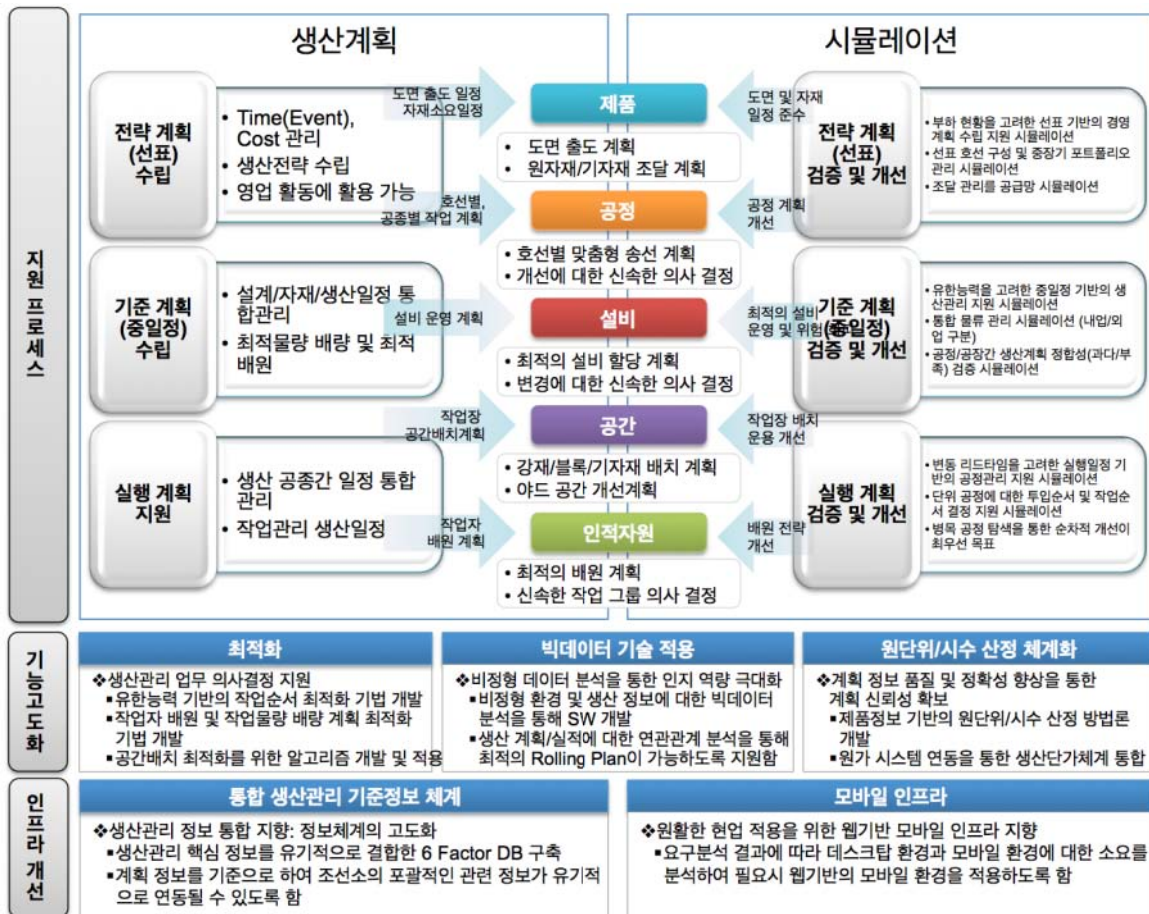 생산계획
시뮬레이션
지원 프로세스
전략 계획
(선표)
수립
• Time(Event),
Cost 관리
• 생산전략 수립
• 영업 활동에 활용 가능
기준 계획
(중일정)
수립
• 설계/자재/생산일정 통
합관리
• 최적물량 배량 및 최적
배원
실행 계획
지원
• 생산 공종간 일정 통합
관리
• 작업관리 생산일정
도면 출도 일정
자재소요일정
호선별,
공종별 작업 계획
설비 운영 계획
작업장
공간배치계획
작업자
배원 계획
제품
• 도면 출도 계획
• 원자재/기자재 조달 계획
공정
• 호선별 맞춤형 송선 계획
• 개선에 대한 신속한 의사 결정
설비
• 최적의 설비 할당 계획
• 변경에 대한 신속한 의사 결정
공간
• 강재/블록/기자재 배치 계획
• 야드 공간 개선계획
인적자원
• 최적의 배원 계획
• 신속한 작업 그룹 의사 결정
도면 및 자재
일정 준수
공정 계획
개선
최적의 설비
운영 및 위험
작업장 배치
운용 개선
배원 전략
개선
전략 계획
(선표)
검증 및 개선
• 부하 현황을 고려한 선표 기반의 경영
계획 수립 지원 시뮬레이션
• 선표 호선 구성 및 중장기 포트폴리오
관리 시뮬레이션
• 조달 관리를 공급망 시뮬레이션
기준 계획
(중일정)
검증 및 개선
• 유한능력을 고려한 중일정 기반의 생
산관리 지원 시뮬레이션
• 통합 물류 관리 시뮬레이션 (내업/외
업 구분)
• 공정/공장간 생산계획 정합성(과다/부
족) 검증 시뮬레이션
실행 계획
검증 및 개선
• 변동 리드타임을 고려한 실행일정 기
반의 공정관리 지원 시뮬레이션
• 단위 공정에 대한 투입순서 및 작업순
서 결정 지원 시뮬레이션
• 병목 공정 탐색을 통한 순차적 개선이
최우선 목표
기능고도화
최적화
❖생산관리 업무 의사결정 지원
▪유한능력 기반의 작업순서 최적화 기법 개발
▪작업자 배원 및 작업물량 배량 계획 최적화
기법 개발
▪공간배치 최적화를 위한 알고리즘 개발 및 적용
빅데이터 기술 적용
❖비정형 데이터 분석을 통한 인지 역량 극대화
▪비정형 환경 및 생산 정보에 대한 빅데이터
분석을 통해 SW 개발
▪생산 계획/실적에 대한 연관관계 분석을 통해
최적의 Rolling Plan이 가능하도록 지원함
원단위/시수 산정 체계화
❖계획 정보 품질 및 정확성 향상을 통한
계획 신뢰성 확보
▪제품정보 기반의 원단위/시수 산정 방법론
개발
▪원가 시스템 연동을 통한 생산단가체계 통합
인프라 개선
통합 생산관리 기준정보 체계
❖생산관리 정보 통합 지향: 정보체계의 고도화
▪생산관리 핵심 정보를 유기적으로 결합한 6 Factor DB 구축
▪계획 정보를 기준으로 하여 조선소의 포괄적인 관련 정보가 유기적
으로 연동될 수 있도록 함
모바일 인프라
❖원활한 현업 적용을 위한 웹기반 모바일 인프라 지향
▪요구분석 결과에 따라 데스크탑 환경과 모바일 환경에 대한 소요를
분석하여 필요시 웹기반의 모바일 환경을 적용하도록 함